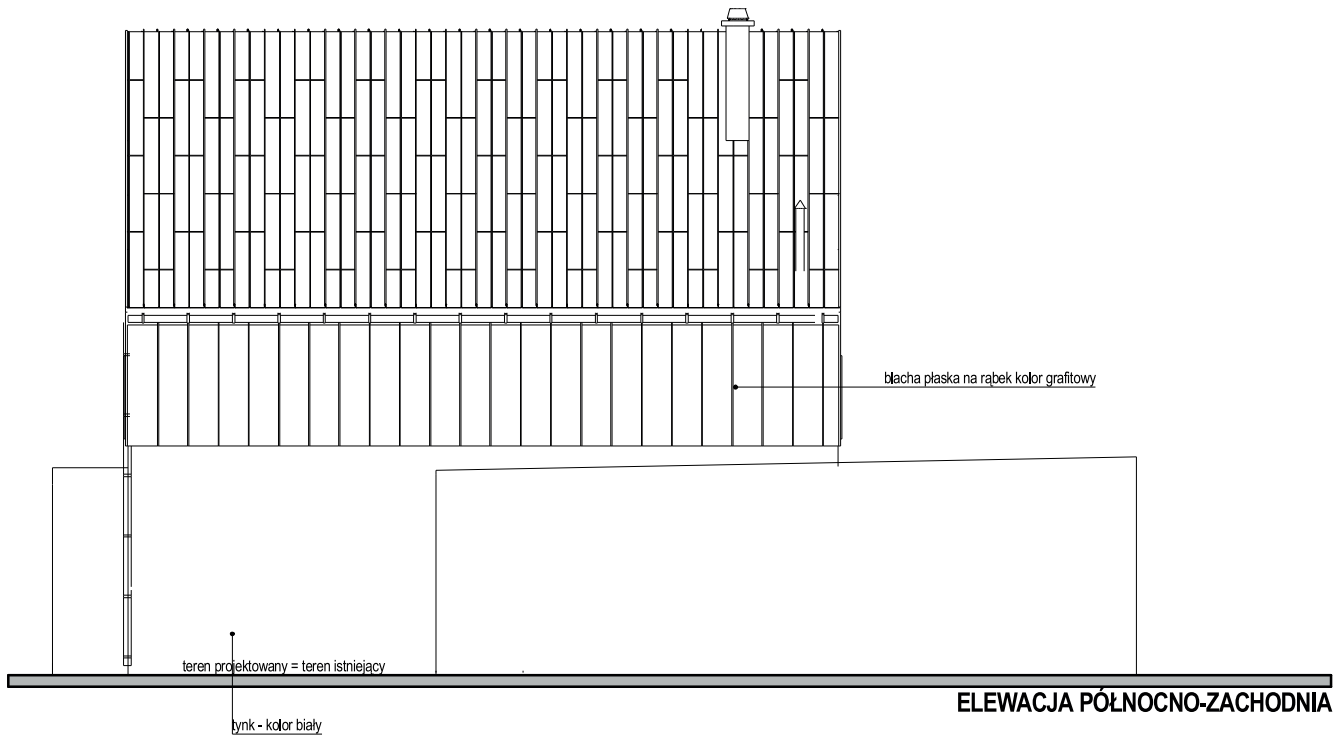 blacha płaska na rąbek kolor grafitowy
teren projektowany = teren istniejący
ELEWACJA PÓŁNOCNO-ZACHODNIA
tynk - kolor biały